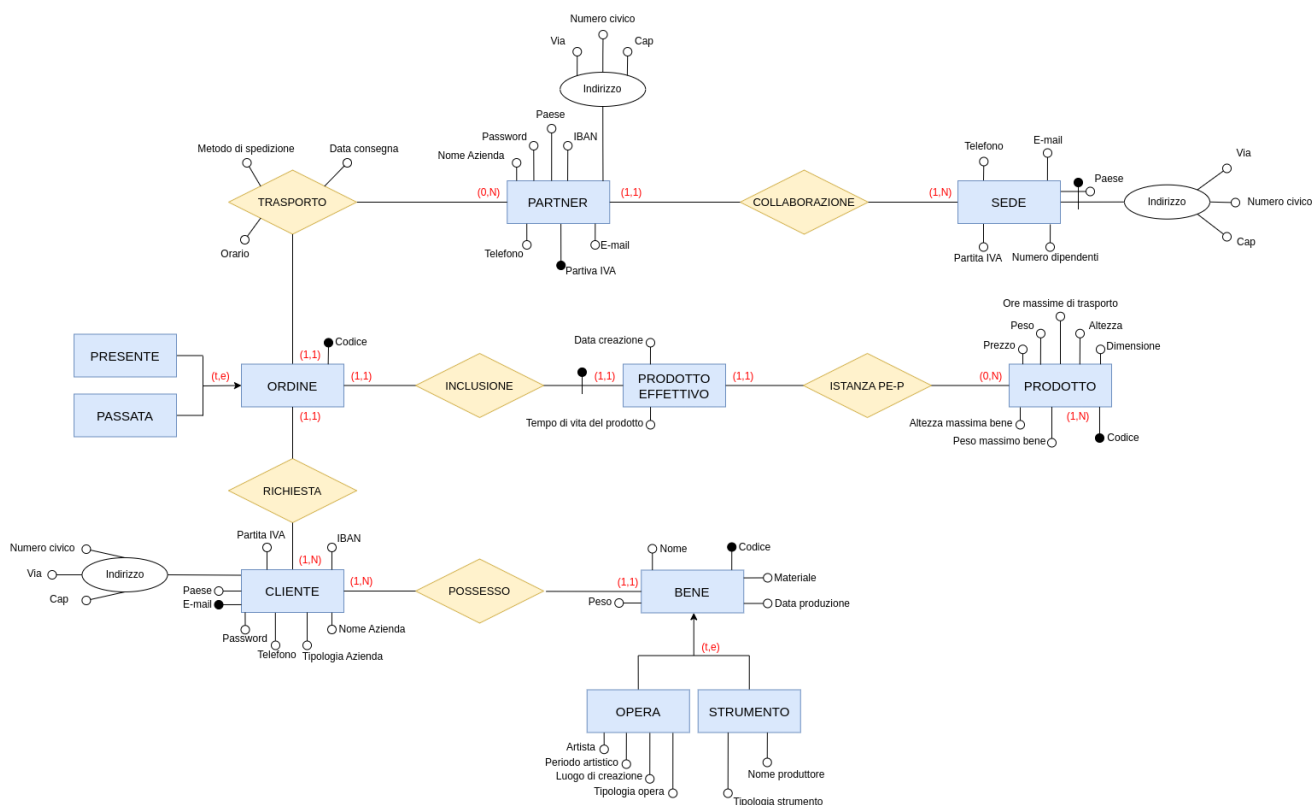 Numero civico
Via
Cap
Indirizzo
Paese
Password
IBAN
Nome Azienda
Metodo di spedizione
Data consegna
TRASPORTO
Orario
(0,N)
PARTNER
(1,1)
Telefono
E-mail
Partiva IVA
COLLABORAZIONE
(1,N)
Telefono
E-mail
Paese
SEDE
Partita IVA
Numero dipendenti
Indirizzo
Via
Numero civico
Cap
PRESENTE
PASSATA
(t,e)
(1,1)
Codice
ORDINE
(1,1)
(1,1)
INCLUSIONE
Data creazione
(1,1)
PRODOTTO
EFFETTIVO
(1,1)
Tempo di vita del prodotto
ISTANZA PE-P
(0,N)
Ore massime di trasporto
Peso
Altezza
Prezzo
Dimensione
PRODOTTO
(1,N)
Altezza massima bene
Peso massimo bene
Codice
RICHIESTA
Partita IVA
IBAN
(1,N)
Numero civico
Via
Indirizzo
Cap
Paese
E-mail
CLIENTE
(1,N)
Password
Telefono
Tipologia Azienda
Nome Azienda
POSSESSO
Nome
Codice
(1,1)
Peso
BENE
Materiale
Data produzione
(t,e)
OPERA
STRUMENTO
Artista
Periodo artistico
Luogo di creazione
Tipologia opera
Nome produttore
Tipologia strumento